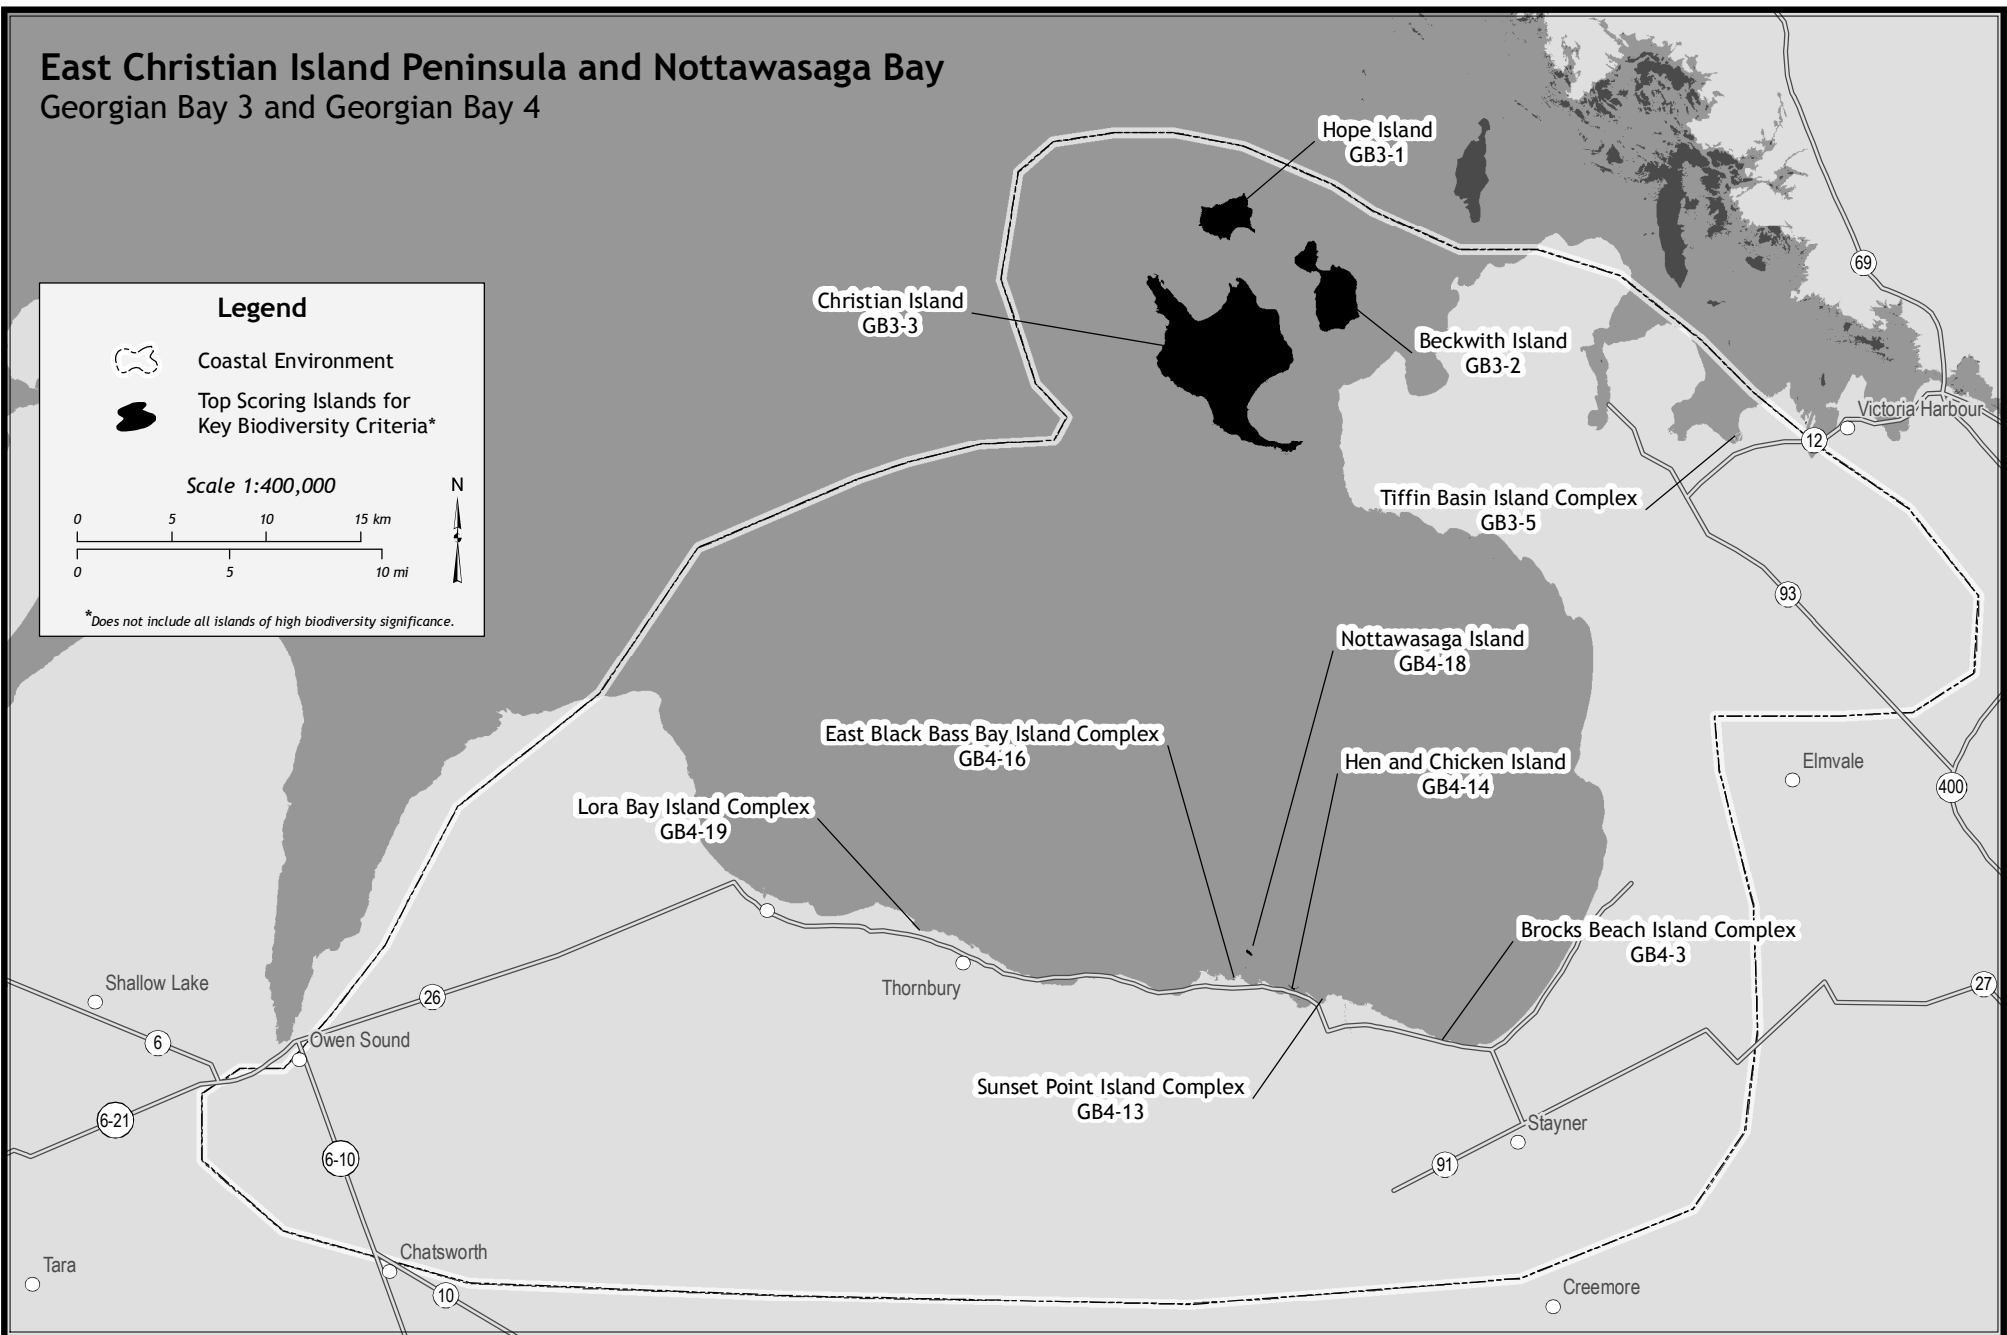 East Christian Island Peninsula and Nottawasaga Bay
Georgian Bay 3 and Georgian Bay 4
Hope Island
GB3-1
69
Legend
Coastal Environment
Top Scoring Islands for
Key Biodiversity Criteria*
Scale 1:400,000
N
0 5 10 15 km
0 5 10 mi
*Does not include all islands of high biodiversity significance.
Christian Island
GB3-3
Beckwith Island
GB3-2
Victoria Harbour
12
Tiffin Basin Island Complex
GB3-5
93
Nottawasaga Island
GB4-18
East Black Bass Bay Island Complex
GB4-16
Hen and Chicken Island
GB4-14
Elmvale
400
Lora Bay Island Complex
GB4-19
Brocks Beach Island Complex
GB4-3
Shallow Lake
26
Thornbury
27
6
Owen Sound
Sunset Point Island Complex
GB4-13
6-21
Stayner
6-10
91
Chatsworth
Tara
10
Creemore